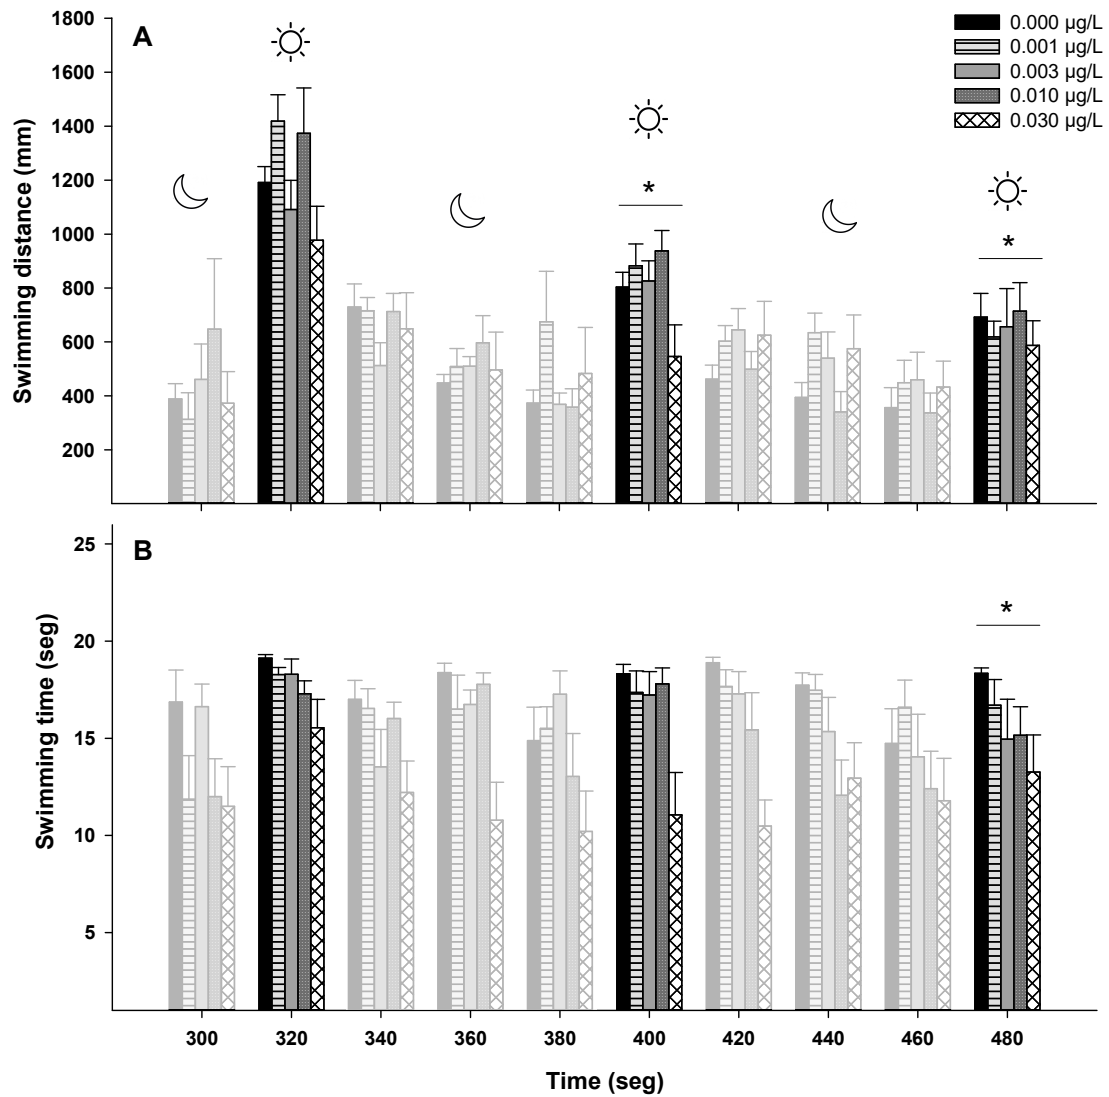 A
1800
1600
1400
1200
1000
800
600
400
200
Swimming distance (mm)
0.000 µg/L
0.001 µg/L
0.003 µg/L
0.010 µg/L
0.030 µg/L
*
*
B
25
20
15
10
5
Swimming time (seg)
*
300 320 340 360 380 400 420 440 460 480
Time (seg)